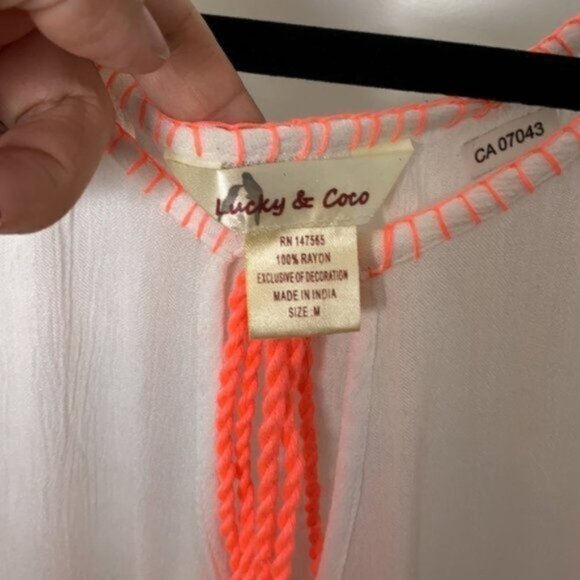 Lucky & Coco
CA 07043
RN 147565
100% RAYON
EXCLUSIVE OF DECORATION
MADE IN INDIA
SIZE :M